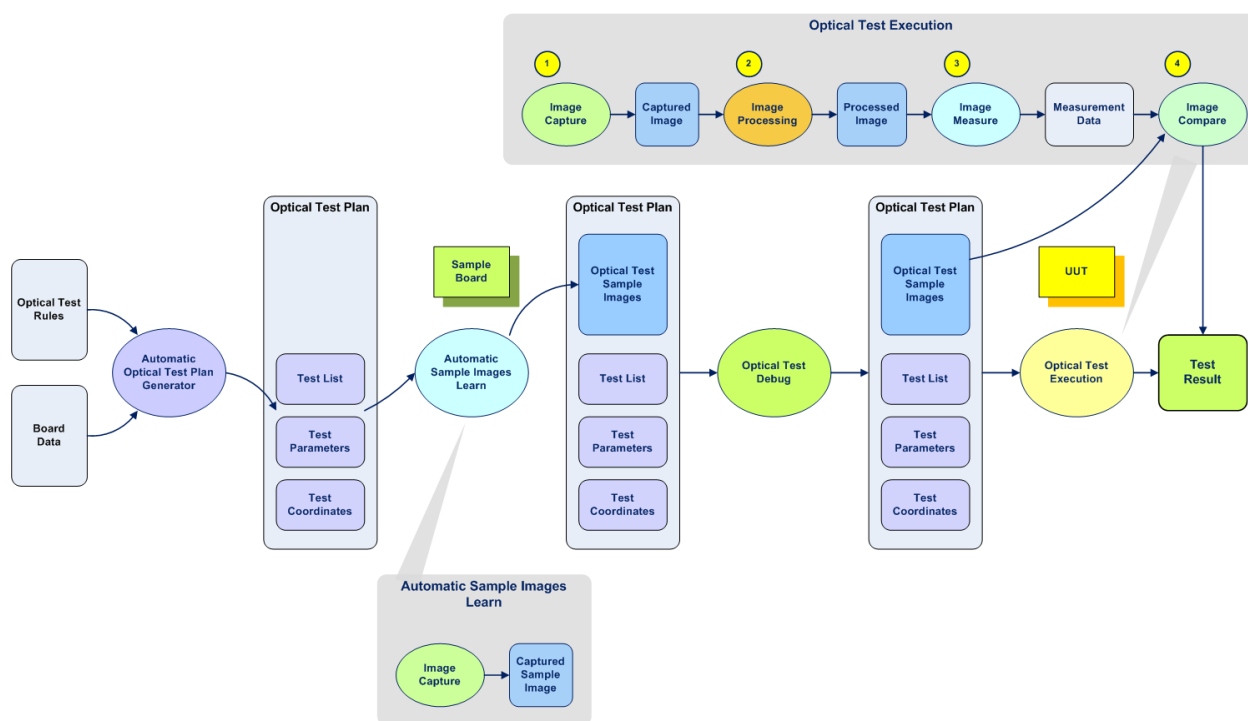 Optical Test Execution
1
2
3
4
Image
Capture
Captured
Image
Image
Processing
Processed
Image
Image
Measure
Measurement
Data
Image
Compare
Optical Test Plan
Optical Test Plan
Optical Test Plan
Optical Test
Rules
Board
Data
Automatic
Optical Test Plan
Generator
Test List
Test
Parameters
Test
Coordinates
Sample
Board
Automatic
Sample Images
Learn
Optical Test
Sample
Images
Test List
Test
Parameters
Test
Coordinates
Optical Test
Debug
Optical Test
Sample
Images
Test List
Test
Parameters
Test
Coordinates
UUT
Optical Test
Execution
Test
Result
Automatic Sample Images
Learn
Image
Capture
Captured
Sample
Image